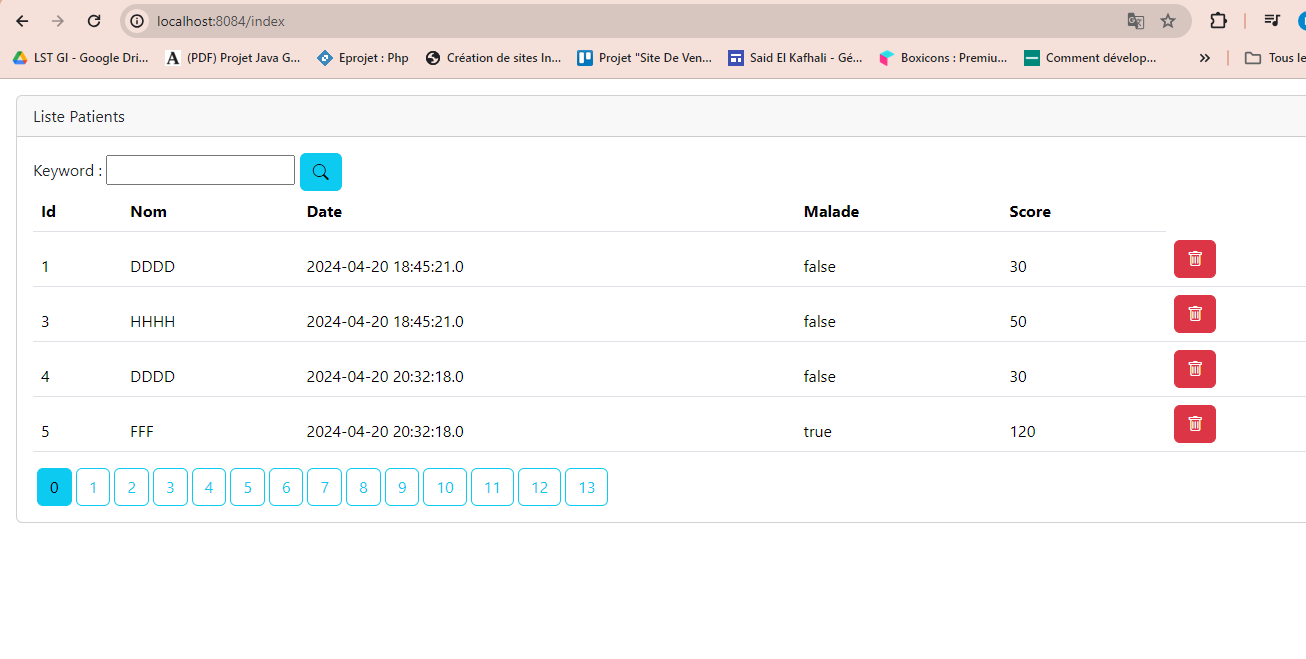 localhost:8084/index
LST GI - Google Dri... (PDF) Projet Java G... Eprojet : Php Création de sites In... Projet "Site De Ven... Said El Kafhali - Gé... Boxicons : Premiu... Comment dévelop... » Tous le
Liste Patients
Keyword :
Id Nom Date Malade Score
1 DDDD 2024-04-20 18:45:21.0 false 30
3 HHHH 2024-04-20 18:45:21.0 false 50
4 DDDD 2024-04-20 20:32:18.0 false 30
5 FFF 2024-04-20 20:32:18.0 true 120
0 1 2 3 4 5 6 7 8 9 10 11 12 13